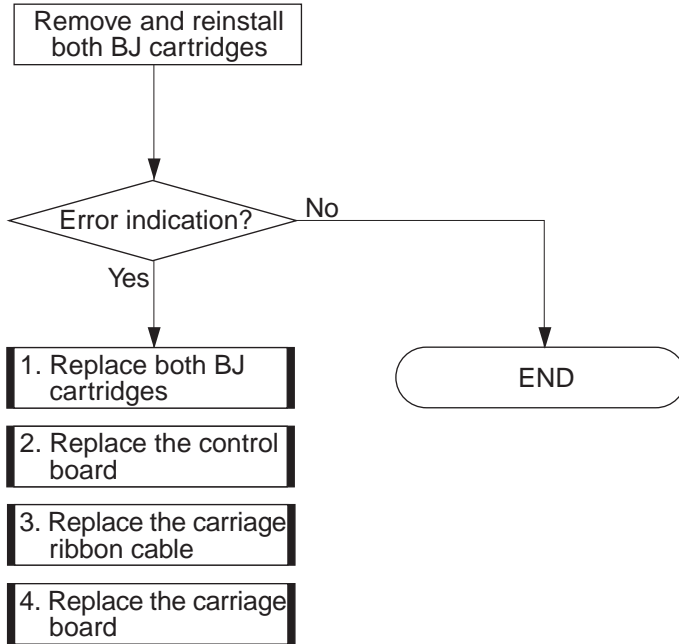 Remove and reinstall
both BJ cartridges
Error indication?
No
Yes
1. Replace both BJ
cartridges
END
2. Replace the control
board
3. Replace the carriage
ribbon cable
4. Replace the carriage
board